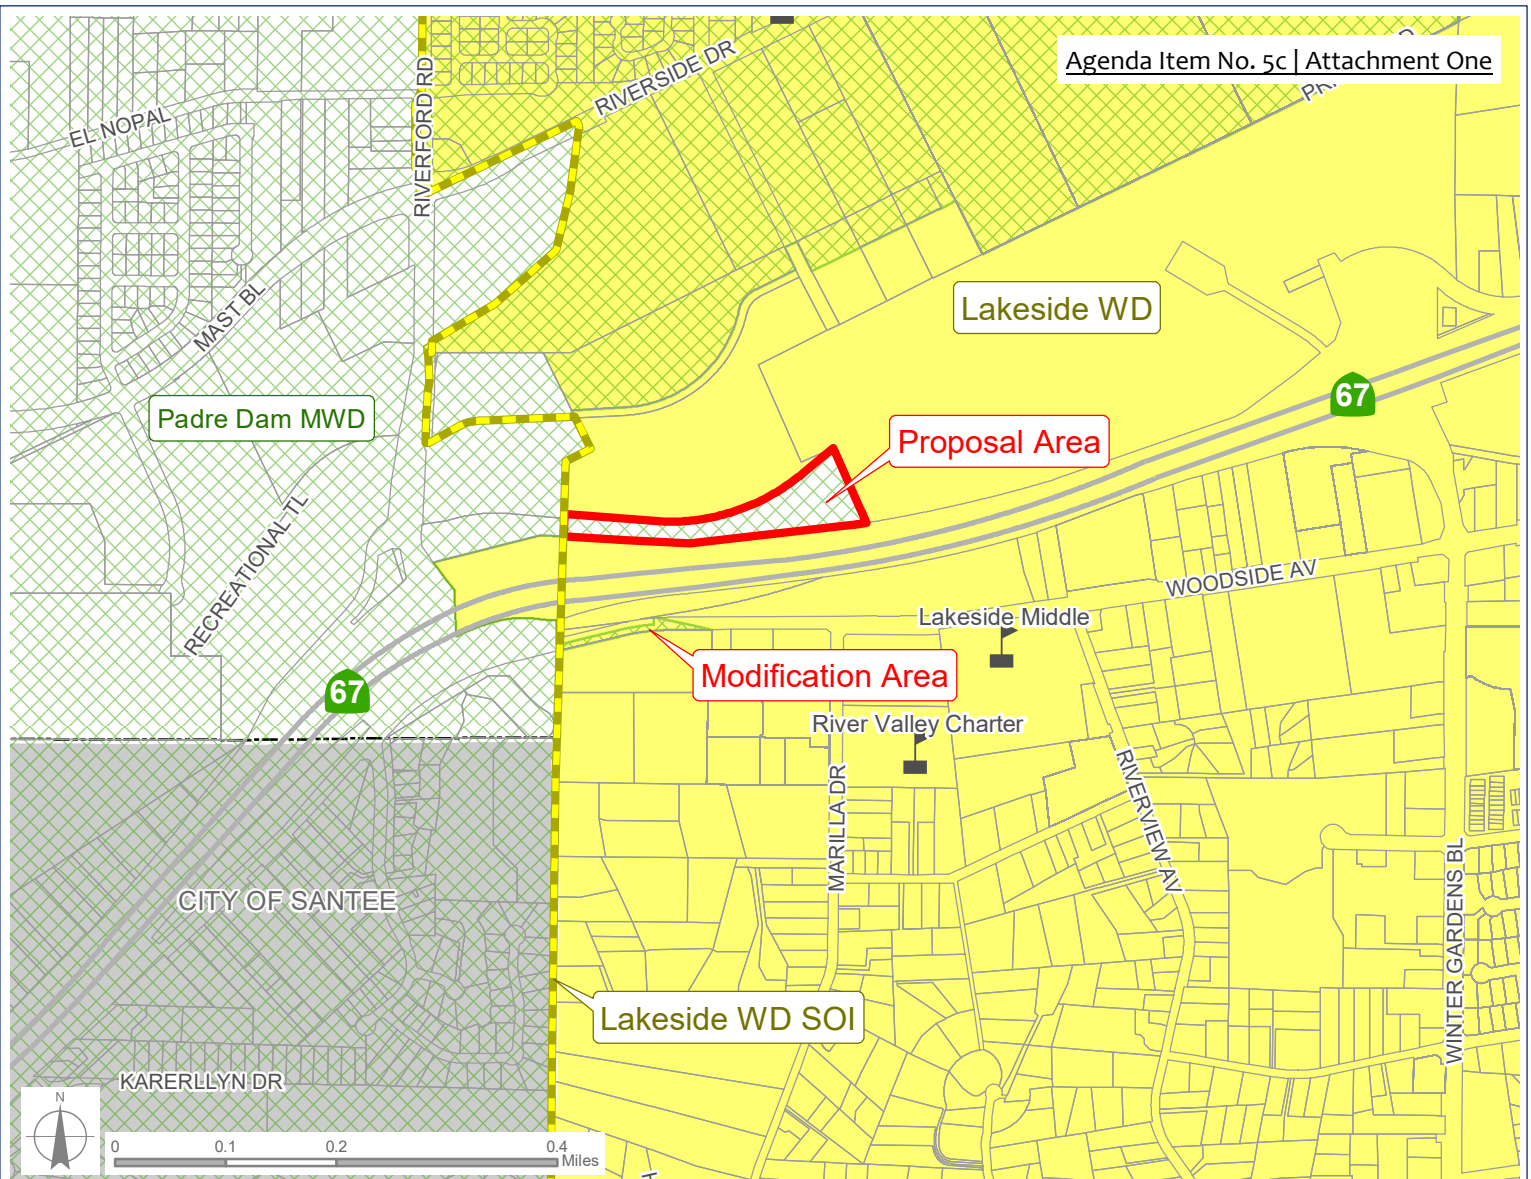 Agenda Item No. 5c | Attachment One
RIVERSIDE DR
RIVERFORD RD
EL NOPAL
MAST BL
Lakeside WD
67
Padre Dam MWD
Proposal Area
RECREATIONAL TL
WOODSIDE AV
Lakeside Middle
Modification Area
67
River Valley Charter
MARILLA DR
RIVERVIEW AV
CITY OF SANTEE
WINTER GARDENS BL
Lakeside WD SOI
KARERLLYN DR
N
0 0.1 0.2 0.4
Miles